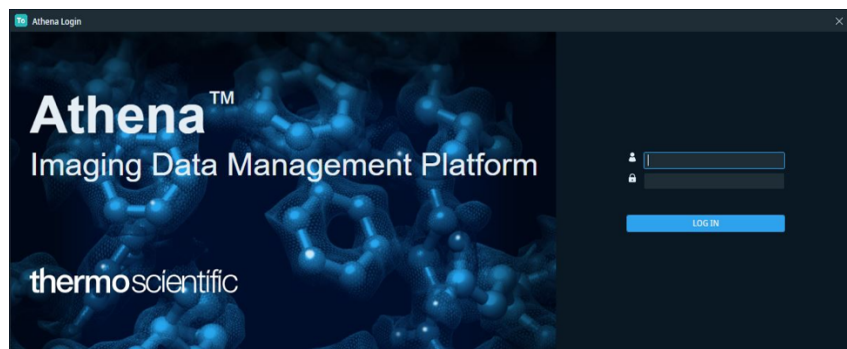 To Athena Login
Athena™
Imaging Data Management Platform
thermoscientific
LOG IN